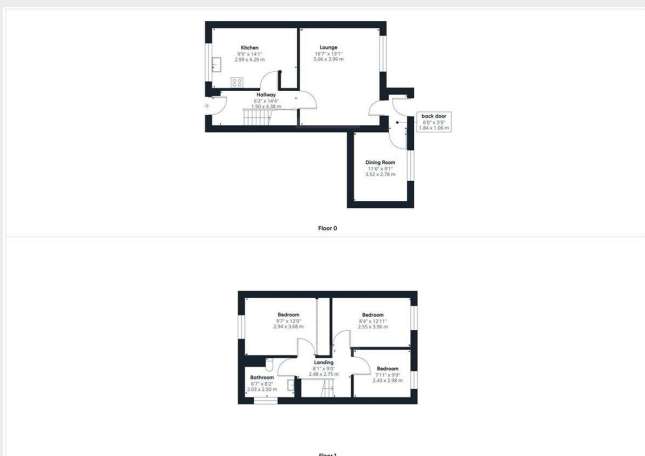 Kitchen
9'9" x 14'1"
2.99 x 4.29 m
Lounge
16'7" x 13'1"
5.06 x 3.99 m
Hallway
6'2" x 14'4"
1.90 x 4.38 m
back door
6'0" x 3'5"
1.84 x 1.06 m
Dining Room
11'6" x 9'1"
3.52 x 2.78 m
Floor 0
Bedroom
9'7" x 12'0"
2.94 x 3.68 m
Bedroom
8'4" x 12'11"
2.55 x 3.96 m
Landing
8'1" x 9'0"
2.48 x 2.75 m
Bathroom
6'7" x 8'2"
2.03 x 2.50 m
Bedroom
7'11" x 9'9"
2.43 x 2.98 m
Floor 1